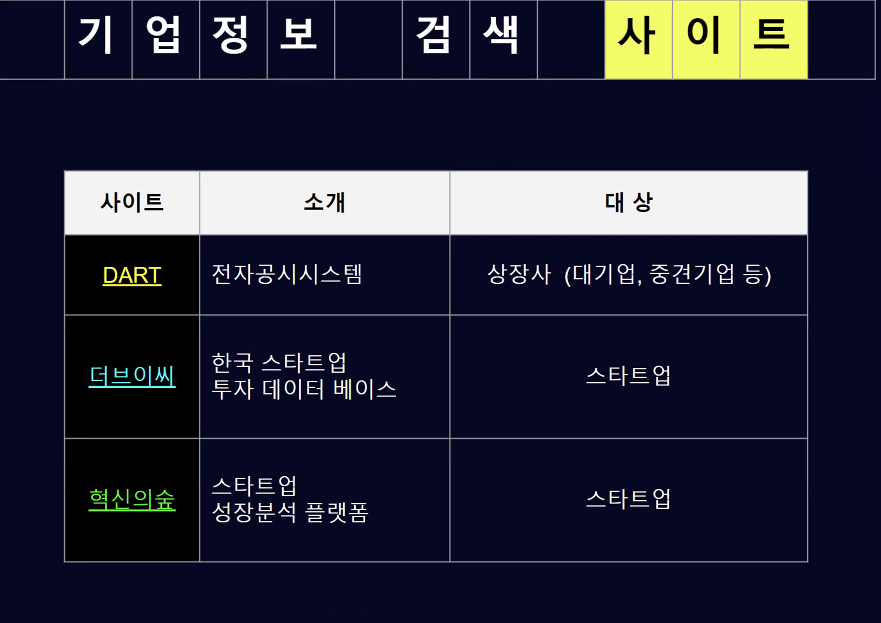 기업정보 검색 사이트
사이트 소개 대 상
DART 전자공시시스템 상장사 (대기업, 중견기업 등)
더브이씨 한국 스타트업
투자 데이터 베이스 스타트업
혁신의숲 스타트업
성장분석 플랫폼 스타트업